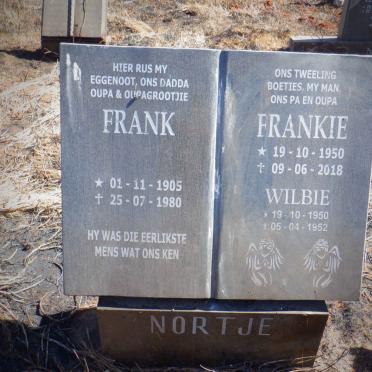 HIER RUS MY
EGGENOOT, ONS DADDA
OUPA & OUPAGROOTJIE
FRANK
★ 01-11-1905
✝ 25-07-1980
HY WAS DIE EERLIKSTE
MENS WAT ONS KEN
ONS TWEELING
BOETIES, MY MAN,
ONS PA EN OUPA
FRANKIE
★ 19-10-1950
✝ 09-06-2018
WILBIE
★ 19-10-1950
✝ 05-04-1952
NORTJE